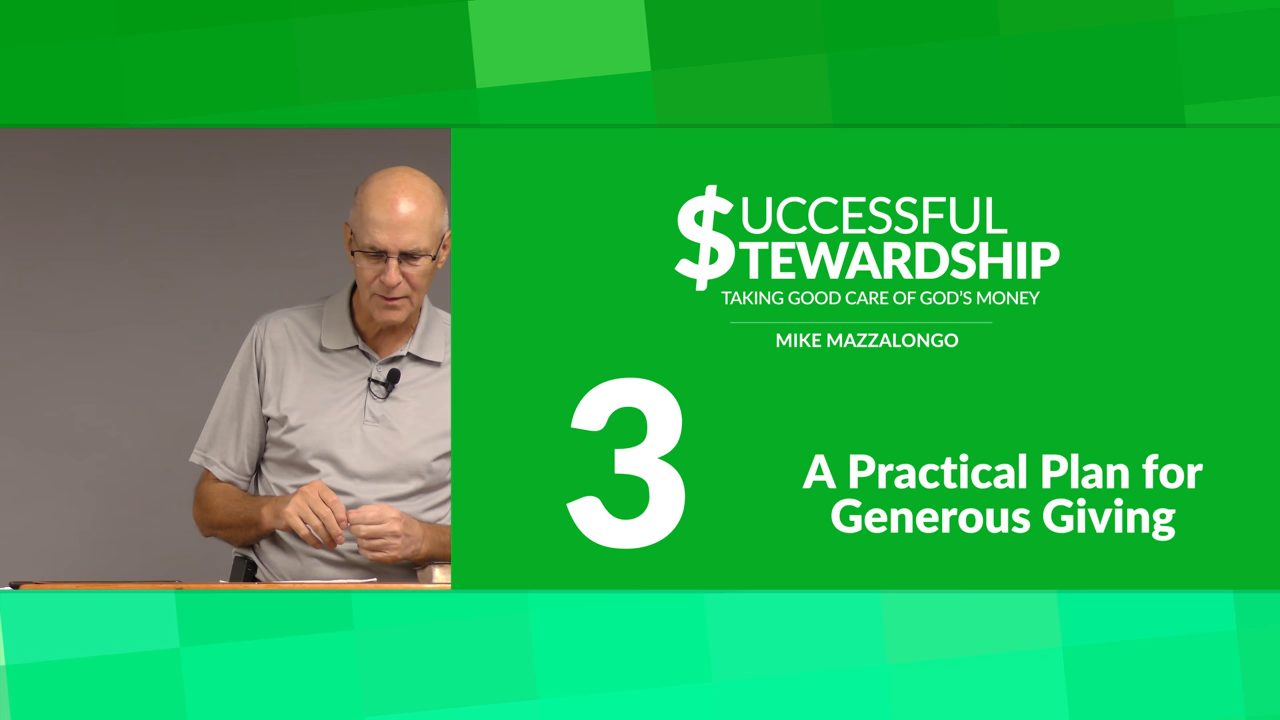 $UCCESSFUL
$TEWARDSHIP
TAKING GOOD CARE OF GOD'S MONEY
MIKE MAZZALONGO
3
A Practical Plan for
Generous Giving